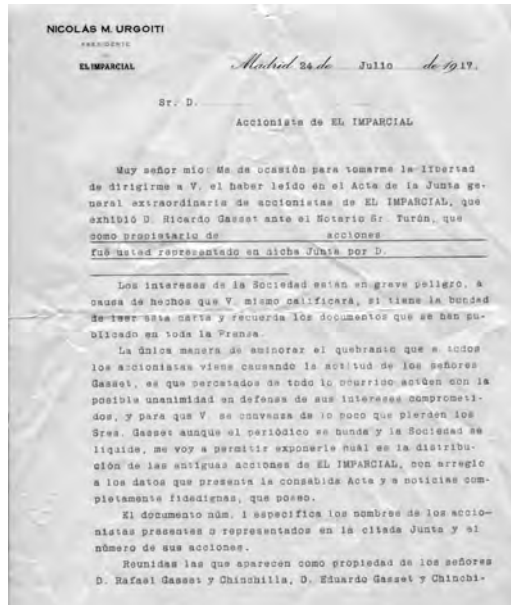 NICOLÁS M. URGOITI
PRESIDENTE
EL IMPARCIAL
Madrid 24 de Julio de 1917.
Sr. D.
Accionista de EL IMPARCIAL
Muy señor mío: Me da ocasión para tomarme la libertad
de dirigirme a V. el haber leído en el Acta de la Junta ge-
neral extraordinaria de accionistas de EL IMPARCIAL, que
exhibió D. Ricardo Gasset ante el Notario Sr. Turón, que
como propietario de acciones
fué usted representado en dicha Junta por D.
Los intereses de la Sociedad están en grave peligro, a
causa de hechos que V. mismo calificará, si tiene la bondad
de leer esta carta y recuerda los documentos que se han pu-
blicado en toda la Prensa.
La única manera de aminorar el quebranto que a todos
los accionistas viene causando la actitud de los señores
Gasset, es que percatados de todo lo ocurrido actúen con la
posible unanimidad en defensa de sus intereses comprometi-
dos, y para que V. se convenza de lo poco que pierden los
Sres. Gasset aunque el periódico se hunda y la Sociedad se
liquide, me voy a permitir exponerle cuál es la distribu-
ción de las antiguas acciones de EL IMPARCIAL, con arreglo
a los datos que presenta la consabida Acta y a noticias com-
pletamente fidedignas, que poseo.
El documento núm. 1 especifica los nombres de los accio-
nistas presentes o representados en la citada Junta y el
número de sus acciones.
Reunidas las que aparecen como propiedad de los señores
D. Rafael Gasset y Chinchilla, D. Eduardo Gasset y Chinchi-